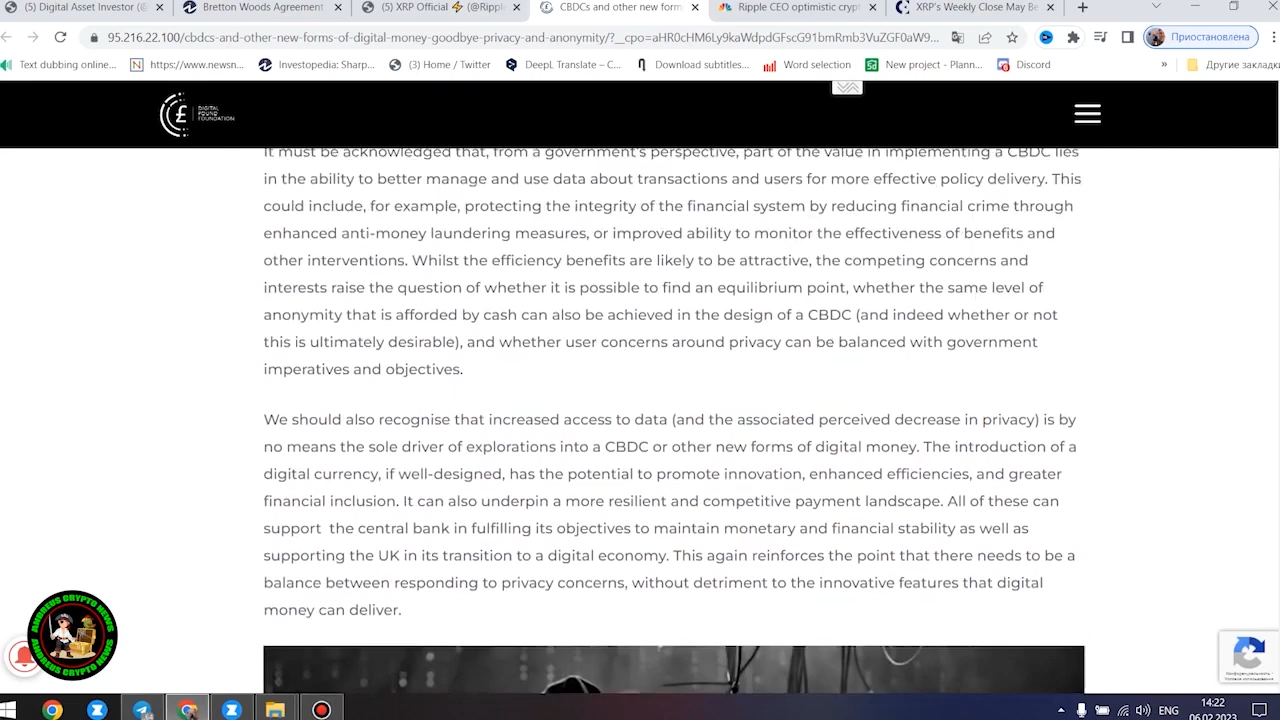 (5) Digital Asset Investor (@
Bretton Woods Agreement
(5) XRP Official ⚡ (@Ripple
CBDCs and other new form
Ripple CEO optimistic crypt
XRP's Weekly Close May Be
95.216.22.100/cbdcs-and-other-new-forms-of-digital-money-goodbye-privacy-and-anonymity/?__cpo=aHR0cHM6Ly9kaWdpdGFscG91bmRmb3VuZGF0aW9...
Приостановлена
Text dubbing online...
https://www.newsn...
Investopedia: Sharp...
(3) Home / Twitter
DeepL Translate – C...
Download subtitles...
Word selection
New project - Plann...
Discord
»
Другие закладки
DIGITAL
POUND
FOUNDATION
It must be acknowledged that, from a government's perspective, part of the value in implementing a CBDC lies
in the ability to better manage and use data about transactions and users for more effective policy delivery. This
could include, for example, protecting the integrity of the financial system by reducing financial crime through
enhanced anti-money laundering measures, or improved ability to monitor the effectiveness of benefits and
other interventions. Whilst the efficiency benefits are likely to be attractive, the competing concerns and
interests raise the question of whether it is possible to find an equilibrium point, whether the same level of
anonymity that is afforded by cash can also be achieved in the design of a CBDC (and indeed whether or not
this is ultimately desirable), and whether user concerns around privacy can be balanced with government
imperatives and objectives.
We should also recognise that increased access to data (and the associated perceived decrease in privacy) is by
no means the sole driver of explorations into a CBDC or other new forms of digital money. The introduction of a
digital currency, if well-designed, has the potential to promote innovation, enhanced efficiencies, and greater
financial inclusion. It can also underpin a more resilient and competitive payment landscape. All of these can
support the central bank in fulfilling its objectives to maintain monetary and financial stability as well as
supporting the UK in its transition to a digital economy. This again reinforces the point that there needs to be a
balance between responding to privacy concerns, without detriment to the innovative features that digital
money can deliver.
ANDREUS CRYPTO NEWS
ANDREUS CRYPTO NEWS
Конфиденциальность -
Условия использования
ENG
14:22
06.02.2023